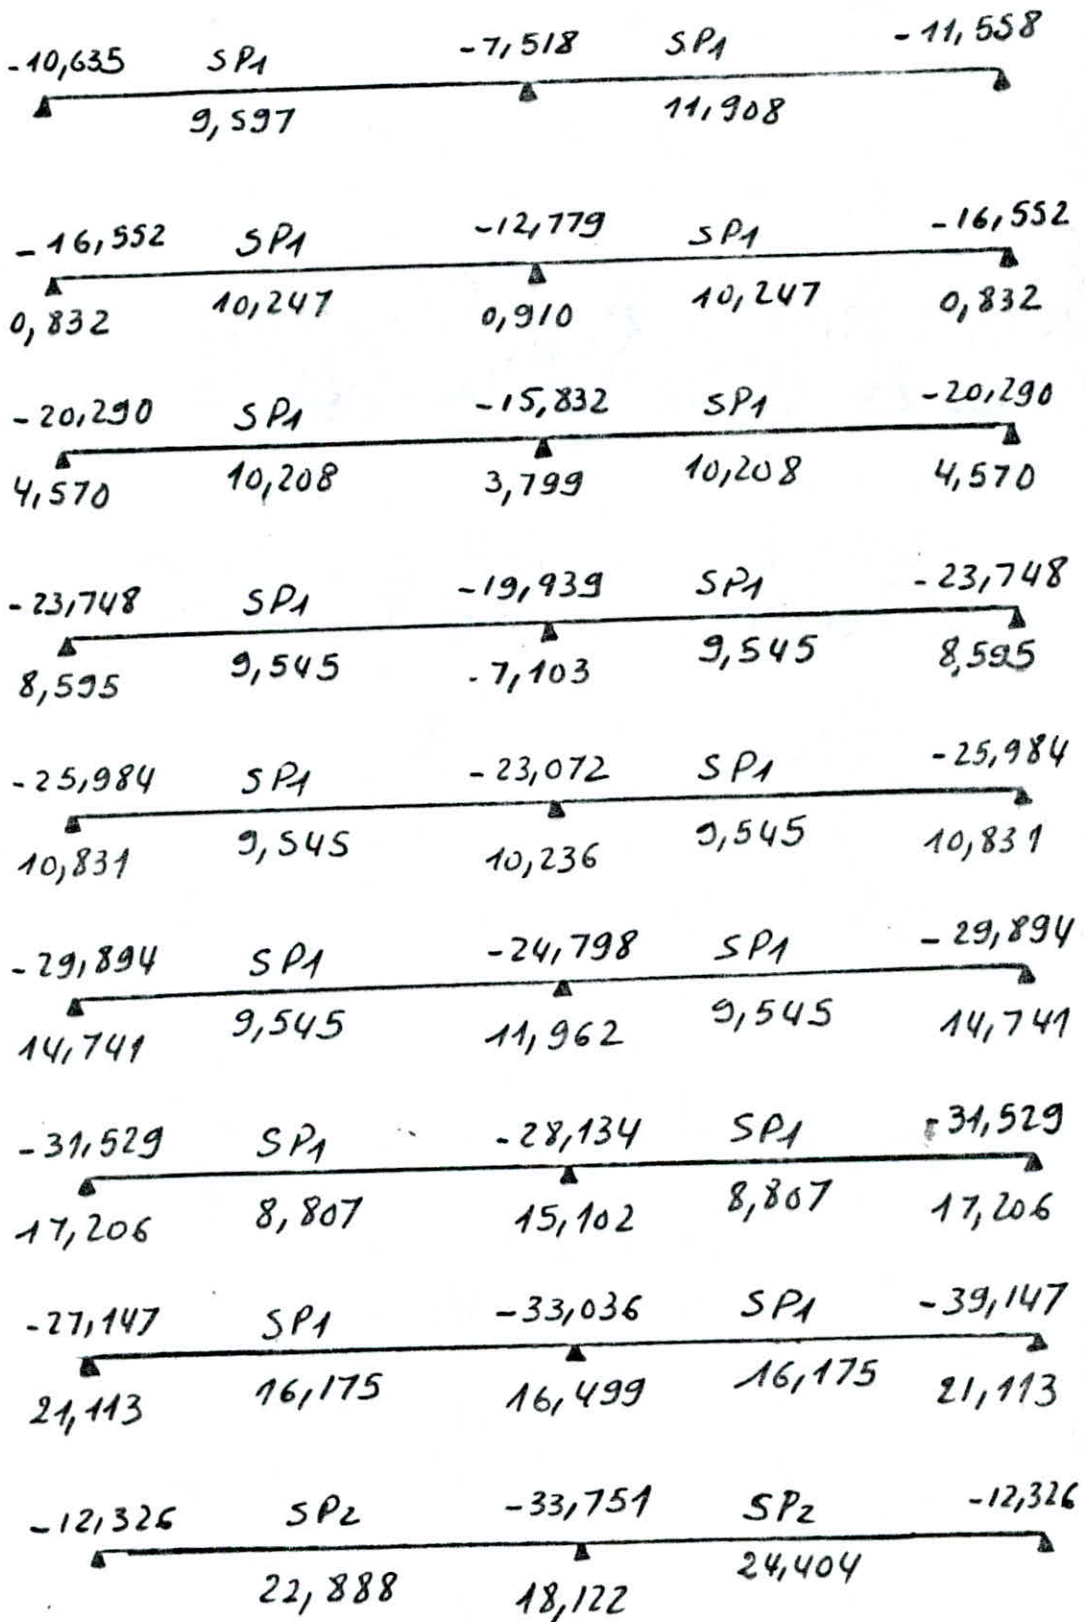 -10,635 SP1 -7,518 SP1 -11,558
9,597 11,908
-16,552 SP1 -12,779 SP1 -16,552
0,832 10,247 0,910 10,247 0,832
-20,290 SP1 -15,832 SP1 -20,290
4,570 10,208 3,799 10,208 4,570
-23,748 SP1 -19,939 SP1 -23,748
8,595 9,545 -7,103 9,545 8,595
-25,984 SP1 -23,072 SP1 -25,984
10,831 9,545 10,236 9,545 10,831
-29,894 SP1 -24,798 SP1 -29,894
14,741 9,545 11,962 9,545 14,741
-31,529 SP1 -28,134 SP1 -31,529
17,206 8,807 15,102 8,807 17,206
-27,147 SP1 -33,036 SP1 -39,147
21,113 16,175 16,499 16,175 21,113
-12,326 SP2 -33,751 SP2 -12,326
22,888 18,122 24,404